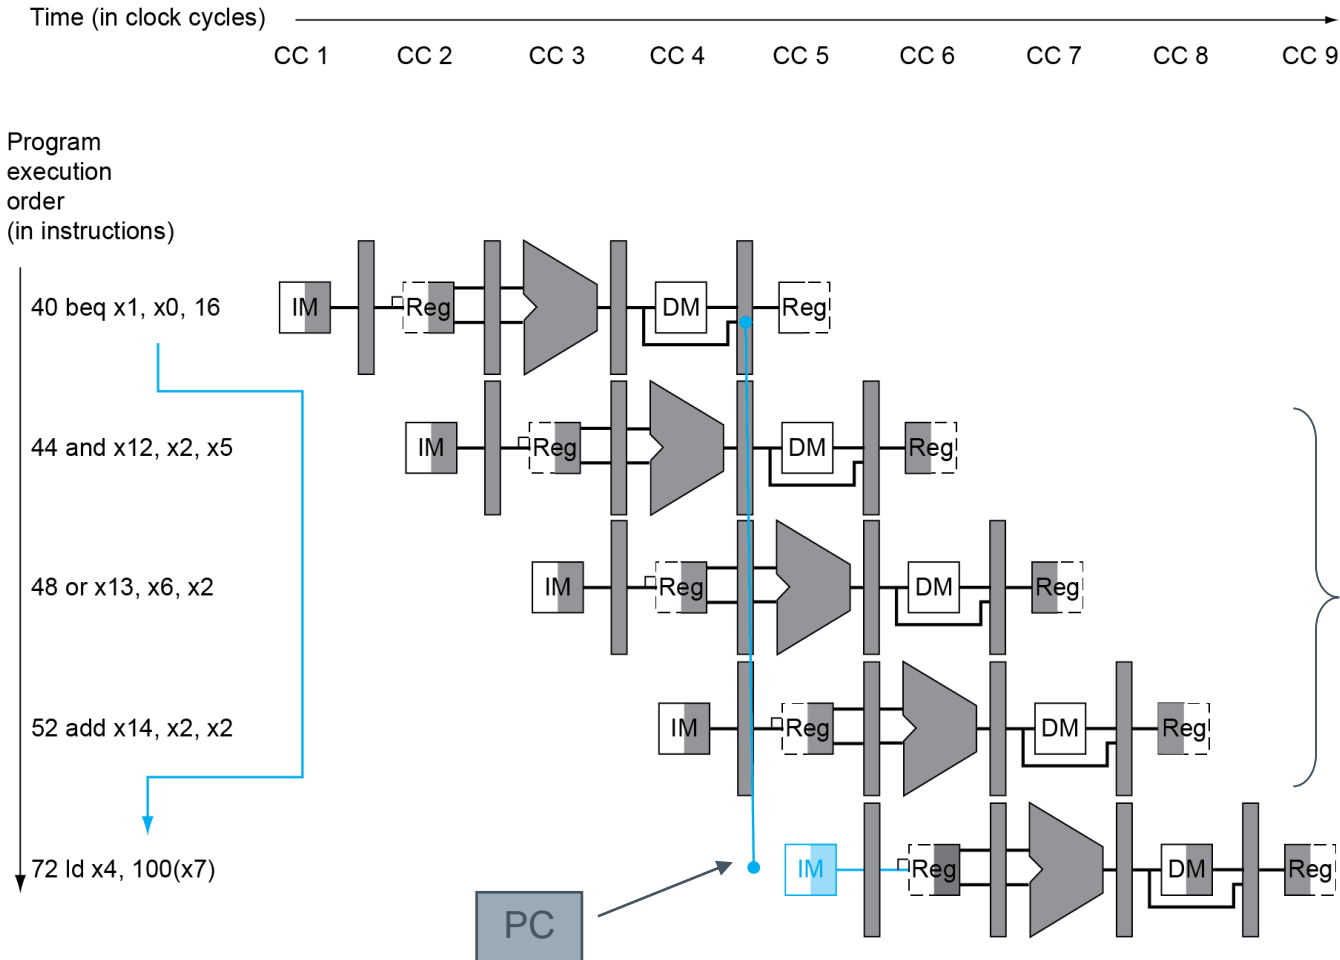 Time (in clock cycles)
CC 1 CC 2 CC 3 CC 4 CC 5 CC 6 CC 7 CC 8 CC 9
Program
execution
order
(in instructions)
40 beq x1, x0, 16 IM Reg DM Reg
44 and x12, x2, x5 IM Reg DM Reg
48 or x13, x6, x2 IM Reg DM Reg
52 add x14, x2, x2 IM Reg DM Reg
72 ld x4, 100(x7) IM Reg DM Reg
PC